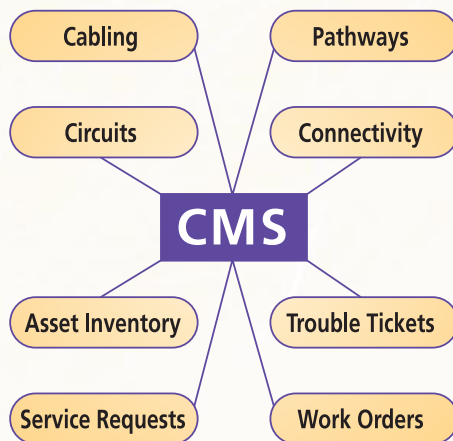 Cabling
Pathways
Circuits
Connectivity
CMS
Asset Inventory
Trouble Tickets
Service Requests
Work Orders